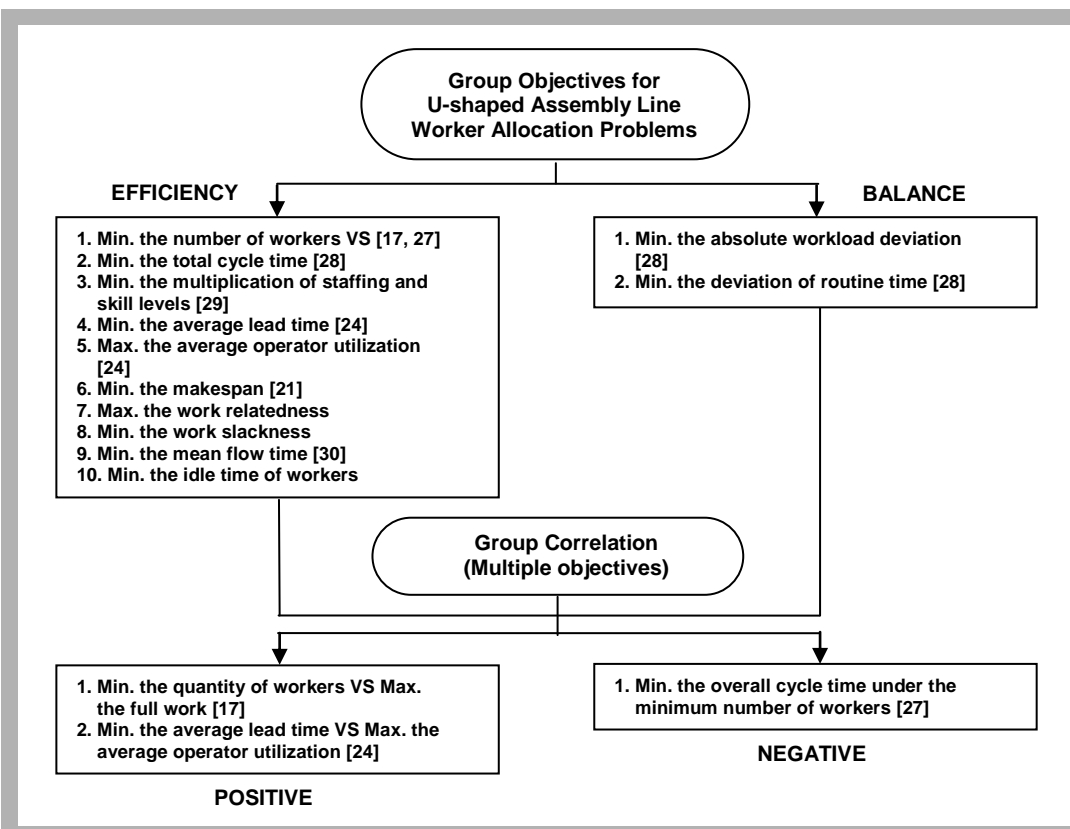 Group Objectives for
U-shaped Assembly Line
Worker Allocation Problems
EFFICIENCY
1. Min. the number of workers VS [17, 27]
2. Min. the total cycle time [28]
3. Min. the multiplication of staffing and
skill levels [29]
4. Min. the average lead time [24]
5. Max. the average operator utilization
[24]
6. Min. the makespan [21]
7. Max. the work relatedness
8. Min. the work slackness
9. Min. the mean flow time [30]
10. Min. the idle time of workers
BALANCE
1. Min. the absolute workload deviation
[28]
2. Min. the deviation of routine time [28]
Group Correlation
(Multiple objectives)
1. Min. the quantity of workers VS Max.
the full work [17]
2. Min. the average lead time VS Max. the
average operator utilization [24]
POSITIVE
1. Min. the overall cycle time under the
minimum number of workers [27]
NEGATIVE